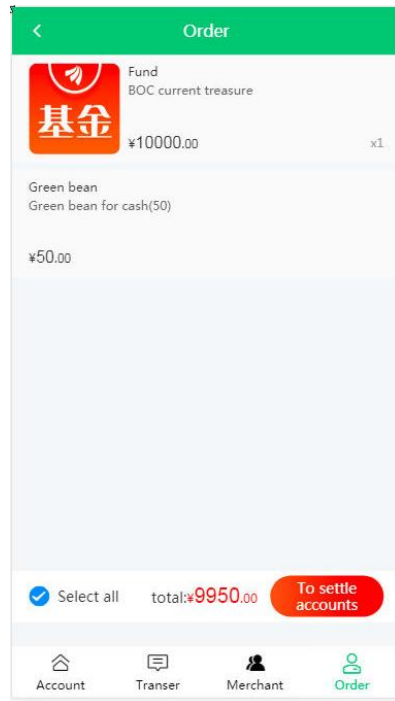 Order
Fund
BOC current treasure
基金
¥10000.00
x1
Green bean
Green bean for cash(50)
¥50.00
Select all
total:¥9950.00
To settle
accounts
Account
Transer
Merchant
Order